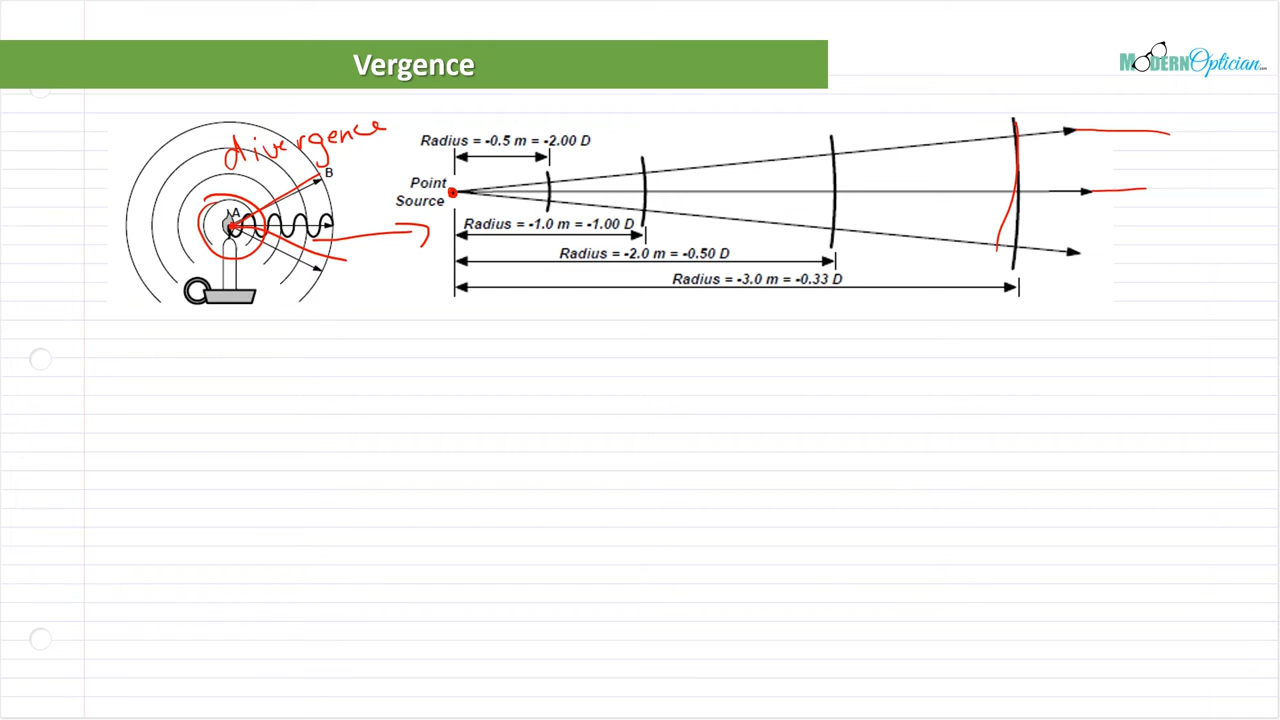 Vergence
MODERNOptician.com
divergence
B
A
Radius = -0.5 m = -2.00 D
Point
Source
Radius = -1.0 m = -1.00 D
Radius = -2.0 m = -0.50 D
Radius = -3.0 m = -0.33 D